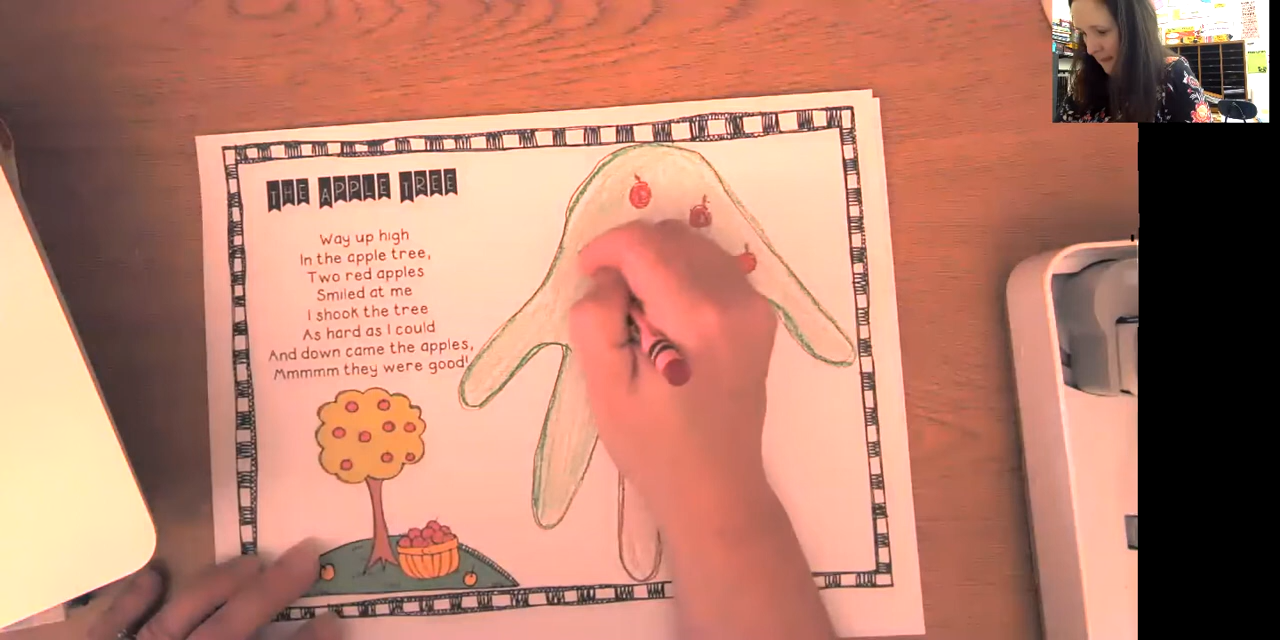 THE APPLE TREE
Way up high
In the apple tree,
Two red apples
Smiled at me
I shook the tree
As hard as I could
And down came the apples,
Mmmmm they were good!